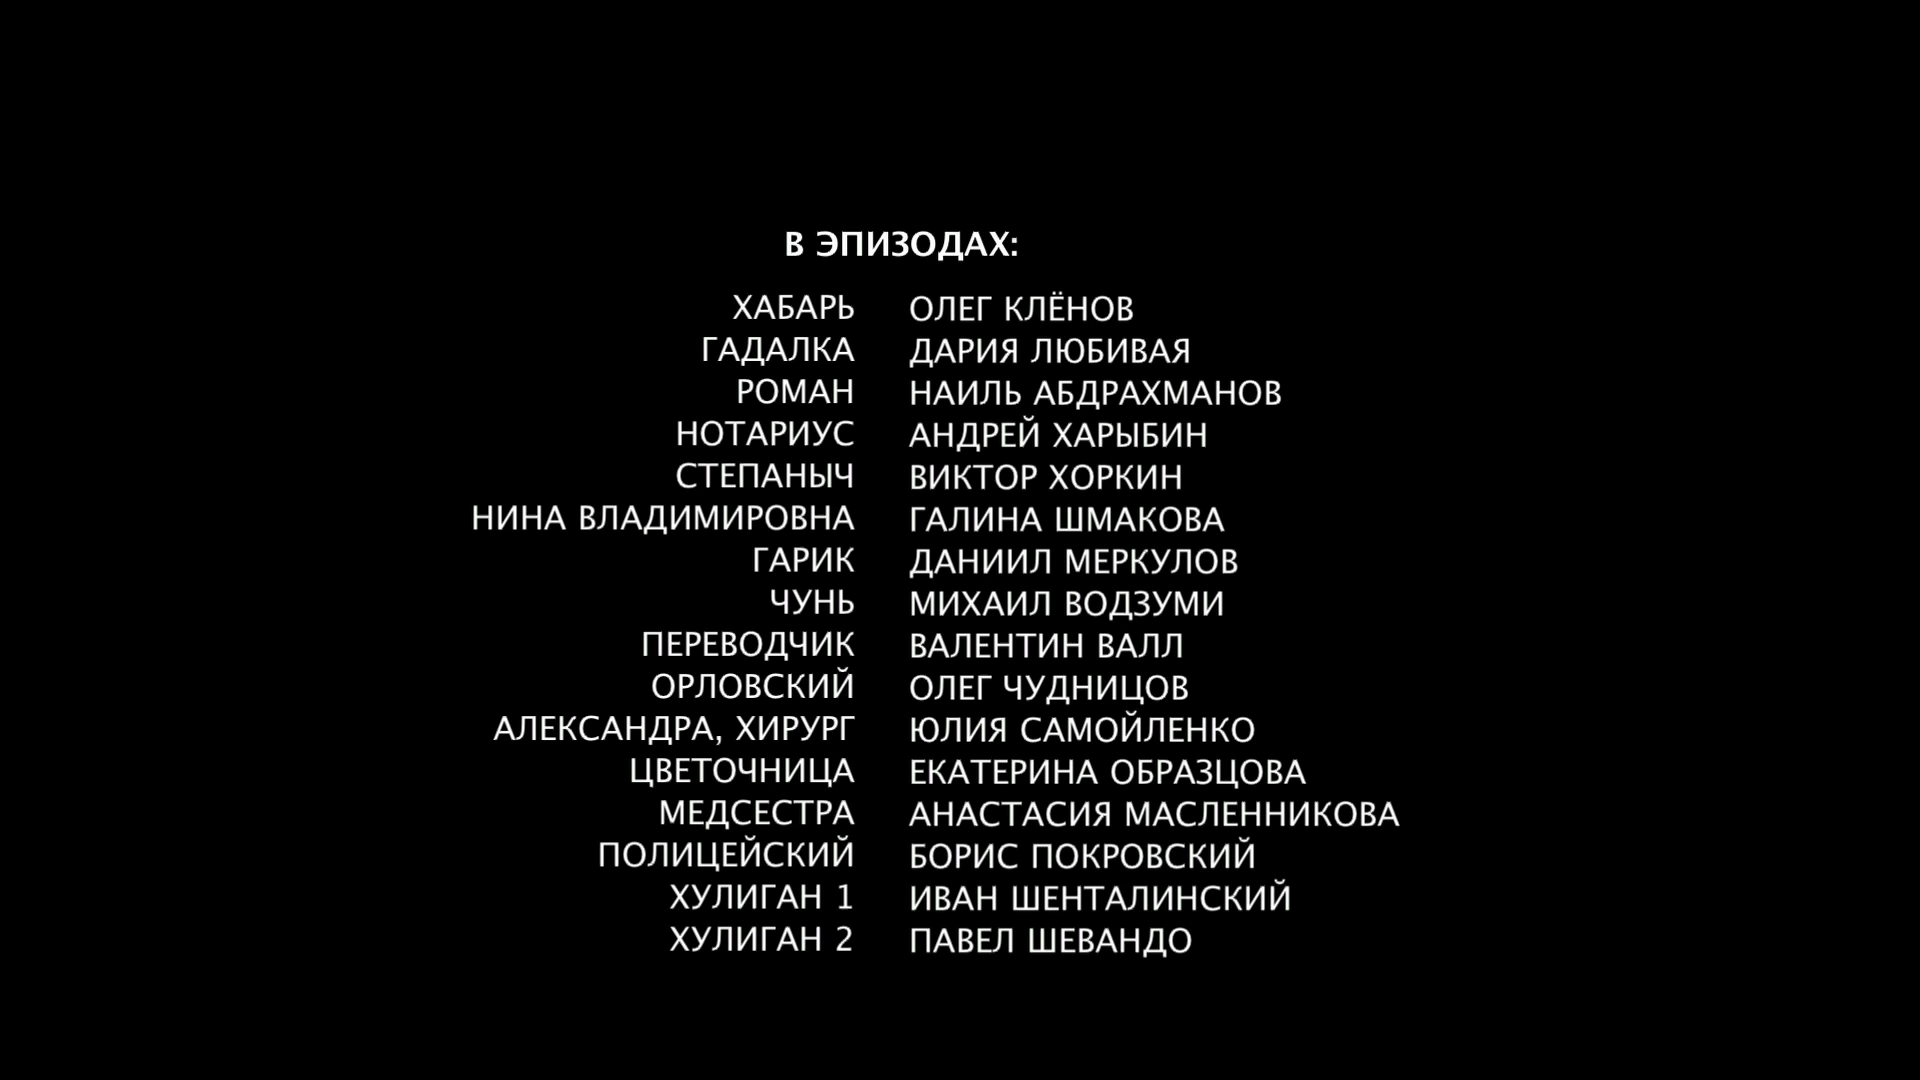 В ЭПИЗОДАХ:
ХАБАРЬ ОЛЕГ КЛЁНОВ
ГАДАЛКА ДАРИЯ ЛЮБИВАЯ
РОМАН НАИЛЬ АБДРАХМАНОВ
НОТАРИУС АНДРЕЙ ХАРЫБИН
СТЕПАНЫЧ ВИКТОР ХОРКИН
НИНА ВЛАДИМИРОВНА ГАЛИНА ШМАКОВА
ГАРИК ДАНИИЛ МЕРКУЛОВ
ЧУНЬ МИХАИЛ ВОДЗУМИ
ПЕРЕВОДЧИК ВАЛЕНТИН ВАЛЛ
ОРЛОВСКИЙ ОЛЕГ ЧУДНИЦОВ
АЛЕКСАНДРА, ХИРУРГ ЮЛИЯ САМОЙЛЕНКО
ЦВЕТОЧНИЦА ЕКАТЕРИНА ОБРАЗЦОВА
МЕДСЕСТРА АНАСТАСИЯ МАСЛЕННИКОВА
ПОЛИЦЕЙСКИЙ БОРИС ПОКРОВСКИЙ
ХУЛИГАН 1 ИВАН ШЕНТАЛИНСКИЙ
ХУЛИГАН 2 ПАВЕЛ ШЕВАНДО